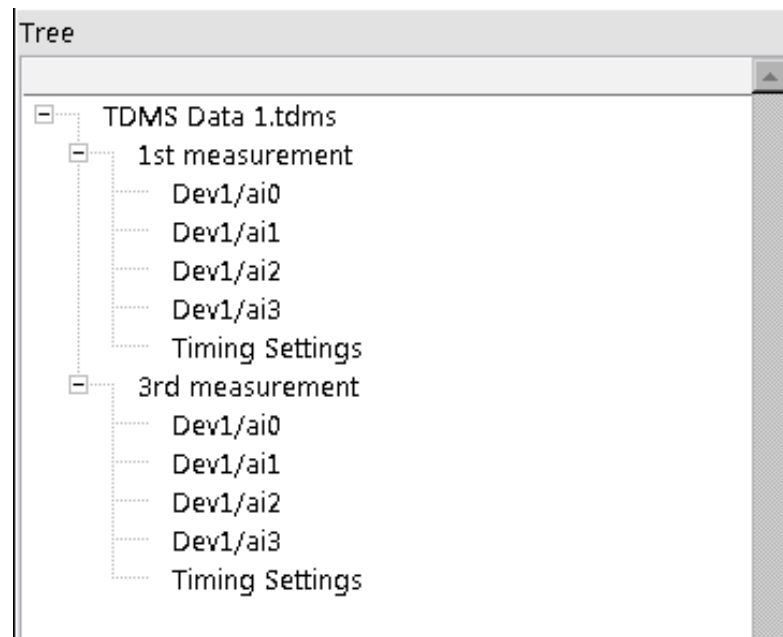 Tree
TDMS Data 1.tdms
1st measurement
Dev1/ai0
Dev1/ai1
Dev1/ai2
Dev1/ai3
Timing Settings
3rd measurement
Dev1/ai0
Dev1/ai1
Dev1/ai2
Dev1/ai3
Timing Settings